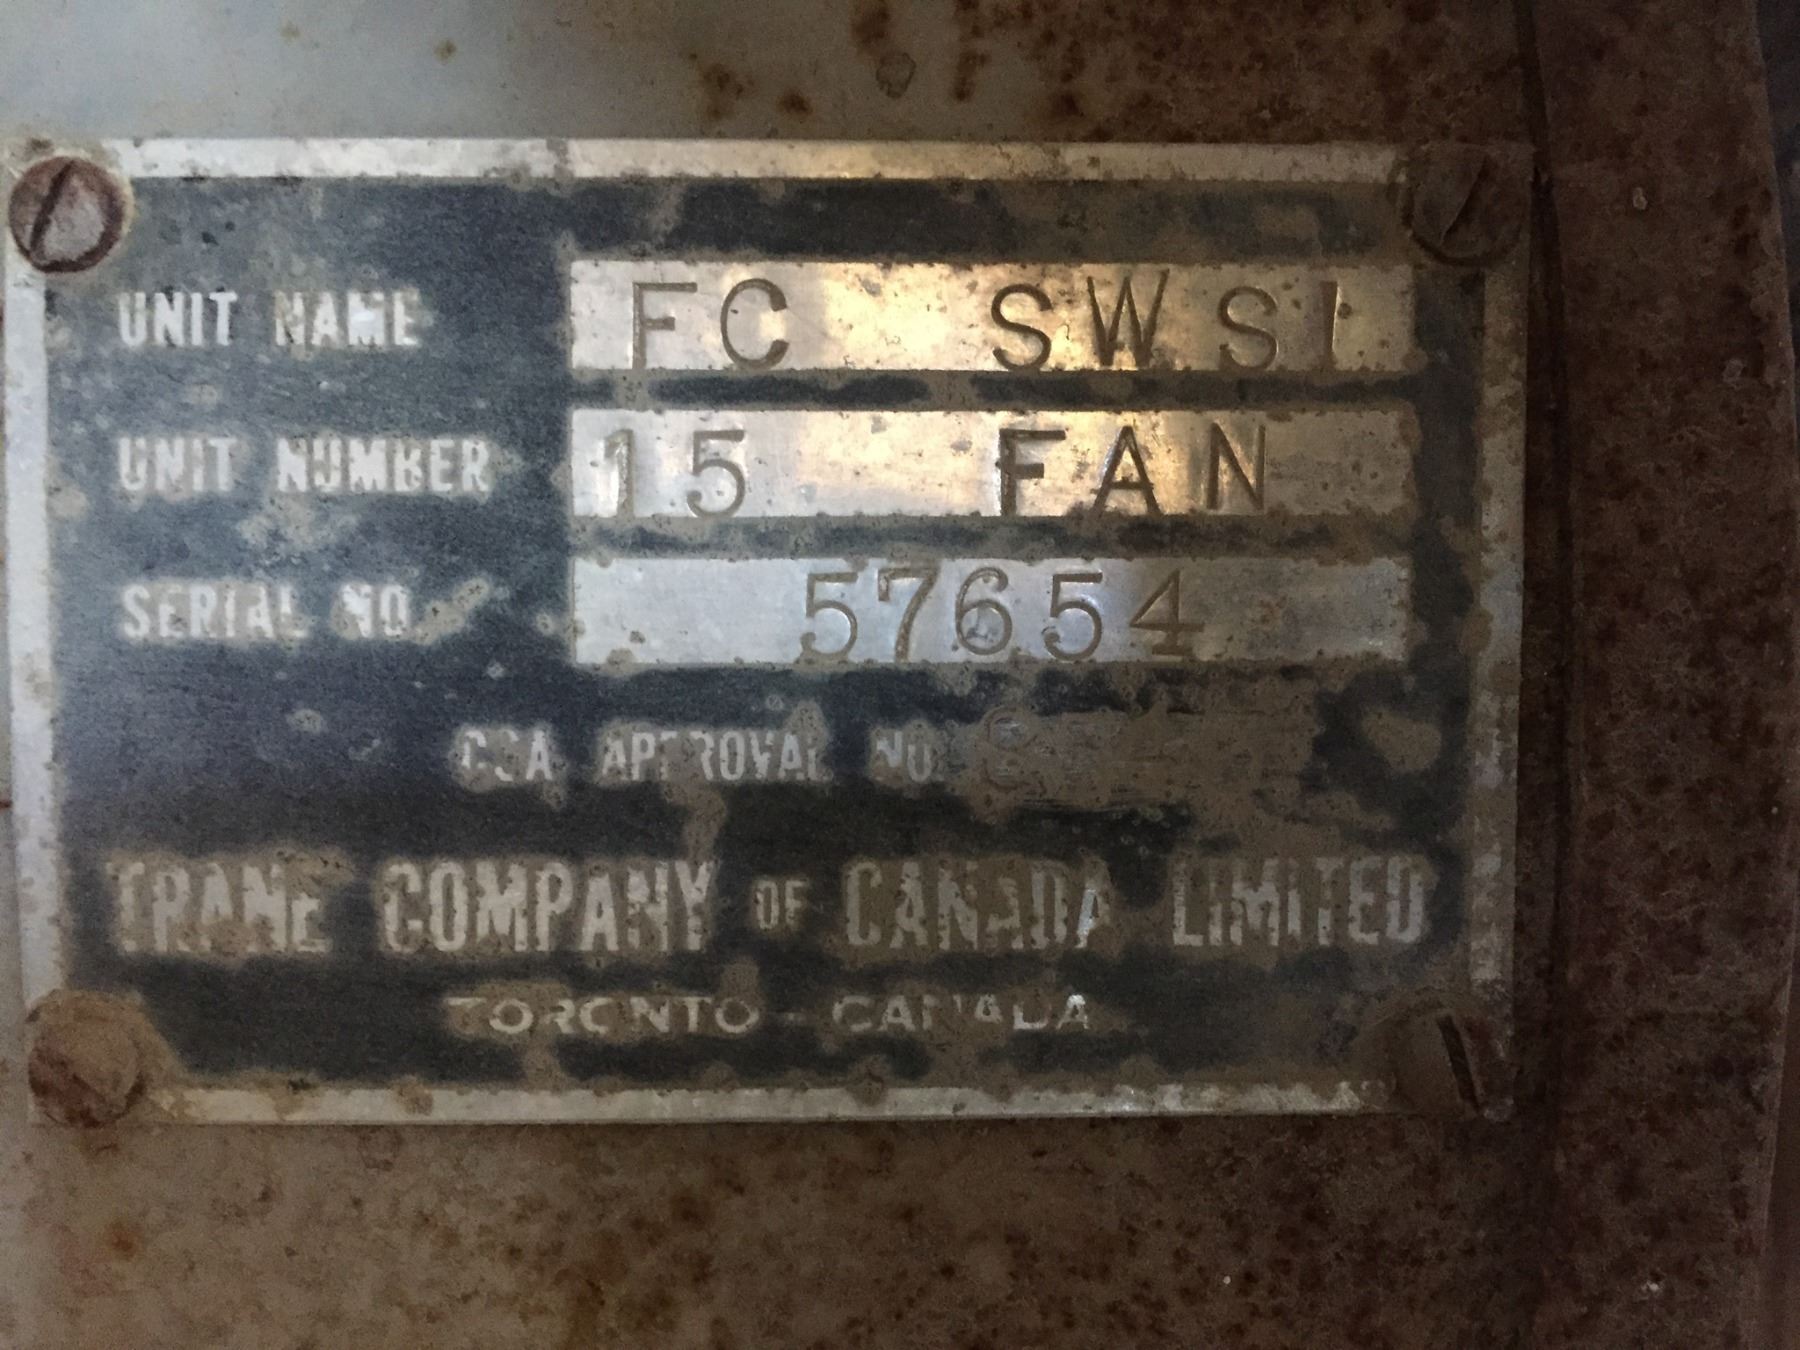 UNIT NAME FC SWSI
UNIT NUMBER 15 FAN
SERIAL NO. 57654
CSA APPROVAL NO.
TRANE COMPANY OF CANADA LIMITED
TORONTO - CANADA